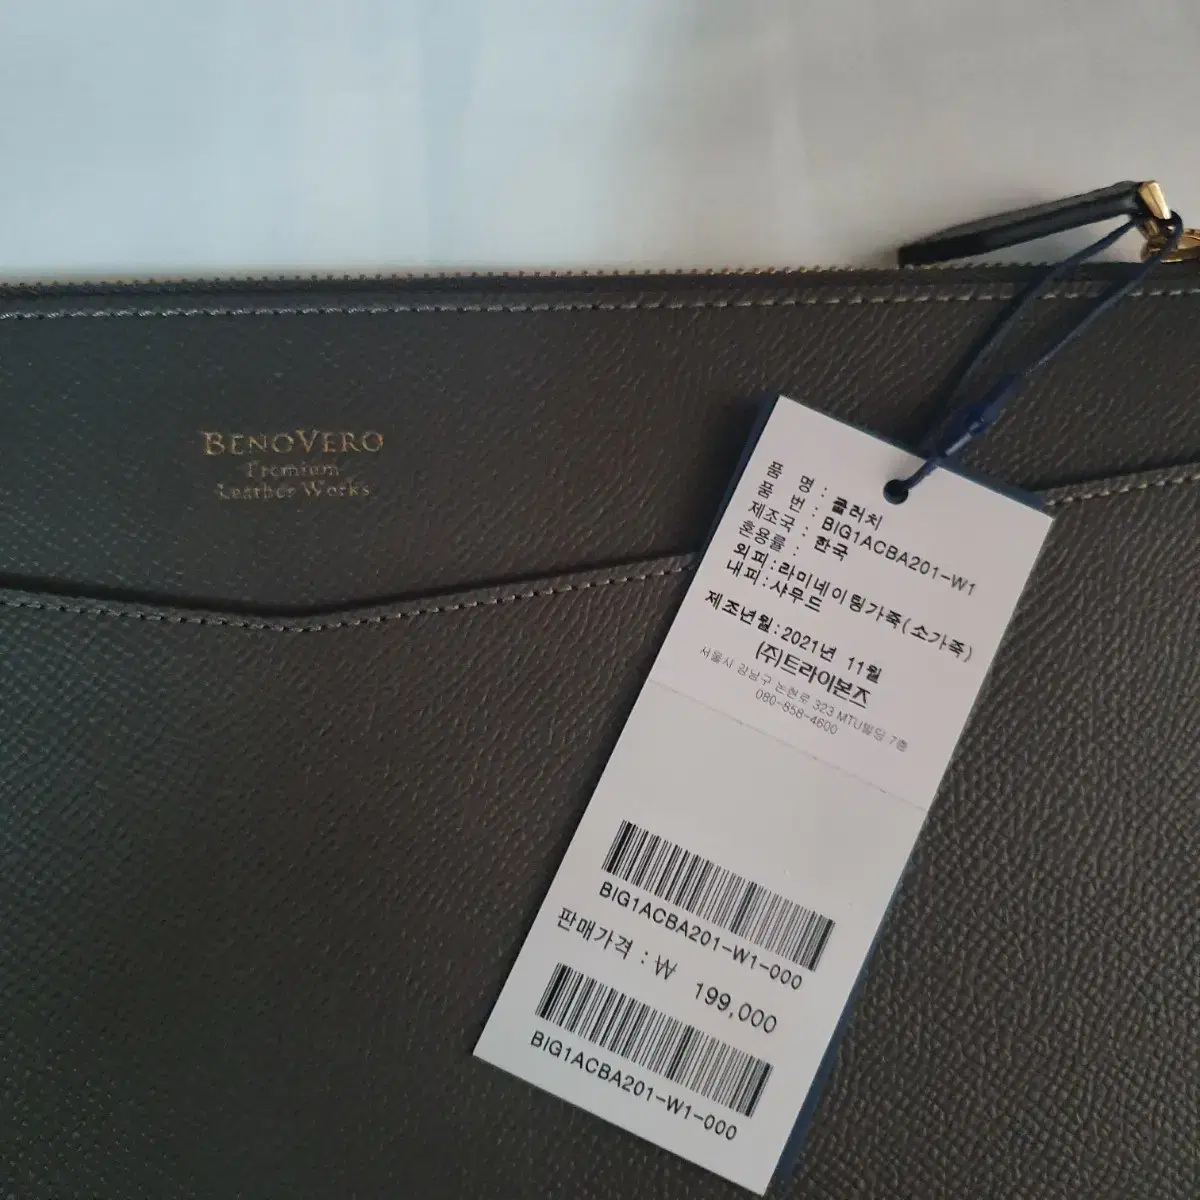 BENOVERO
Premium
Leather Works
품 명 : 클러치
품 번 : BIG1ACBA201-W1
제조국 : 한국
혼용률 :
외피:라미네이팅가죽(소가죽)
내피:샤무드
제조년월:2021년 11월
(주)트라이본즈
서울시 강남구 논현로 323 MTU빌딩 7층
080-858-4600
BIG1ACBA201-W1-000
판매가격 : ₩ 199,000
BIG1ACBA201-W1-000